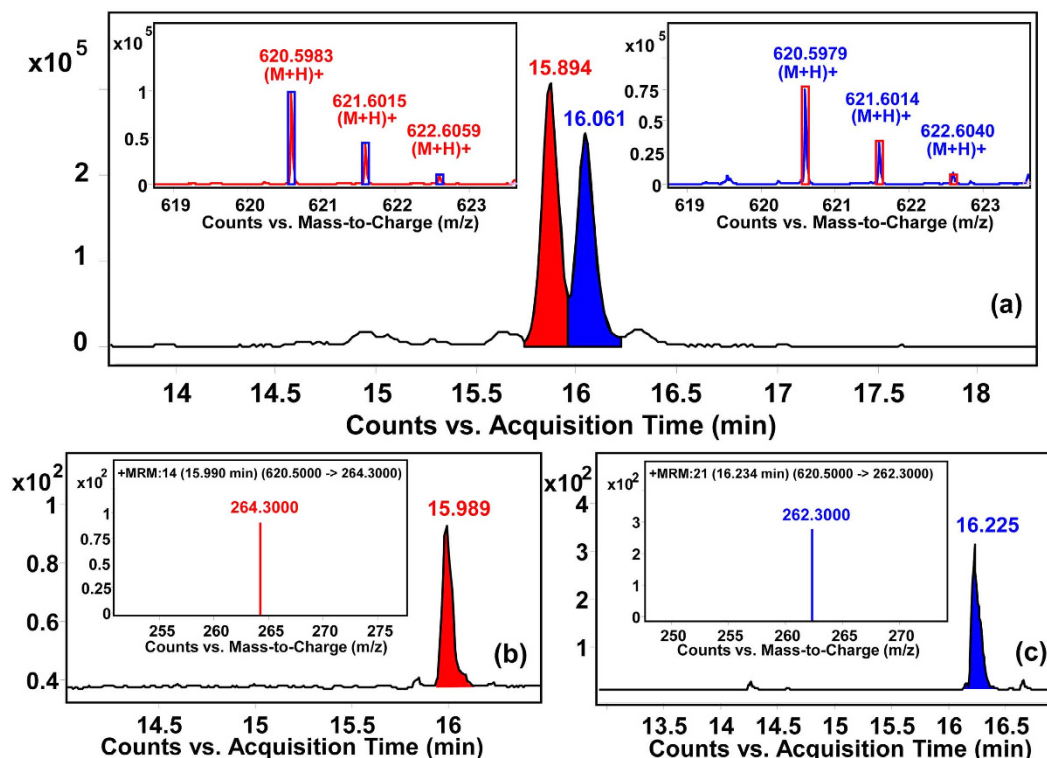 x10^5
x10^5
1
0.5
0
620.5983
(M+H)+
621.6015
(M+H)+
622.6059
(M+H)+
619 620 621 622 623
Counts vs. Mass-to-Charge (m/z)
15.894
16.061
x10^5
1
0.75
0.5
0.25
0
620.5979
(M+H)+
621.6014
(M+H)+
622.6040
(M+H)+
619 620 621 622 623
Counts vs. Mass-to-Charge (m/z)
2
1
0
(a)
14 14.5 15 15.5 16 16.5 17 17.5 18
Counts vs. Acquisition Time (min)
x10^2
1
0.8
0.6
0.4
+MRM:14 (15.990 min) (620.5000 -> 264.3000)
x10^2
1
0.75
0.5
0.25
0
264.3000
255 260 265 270 275
Counts vs. Mass-to-Charge (m/z)
15.989
(b)
14.5 15 15.5 16
Counts vs. Acquisition Time (min)
x10^2
4
3
2
1
+MRM:21 (16.234 min) (620.5000 -> 262.3000)
x10^2
4
3
2
1
0
262.3000
250 255 260 265 270
Counts vs. Mass-to-Charge (m/z)
16.225
(c)
13.5 14 14.5 15 15.5 16 16.5
Counts vs. Acquisition Time (min)